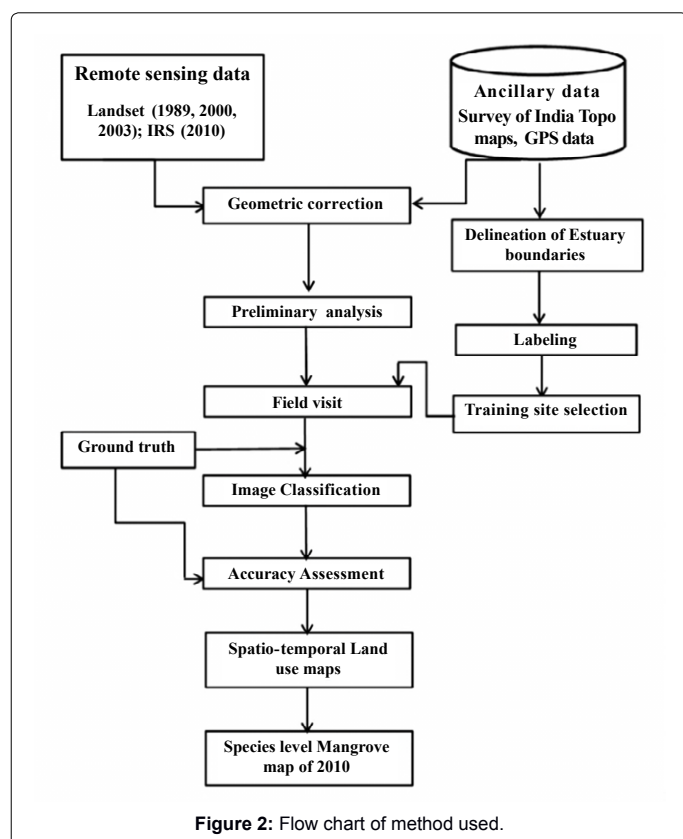 Remote sensing data
Landset (1989, 2000,
2003); IRS (2010)
Ancillary data
Survey of India Topo
maps, GPS data
Geometric correction
Delineation of Estuary
boundaries
Preliminary analysis
Labeling
Field visit
Training site selection
Ground truth
Image Classification
Accuracy Assessment
Spatio-temporal Land
use maps
Species level Mangrove
map of 2010
Figure 2: Flow chart of method used.